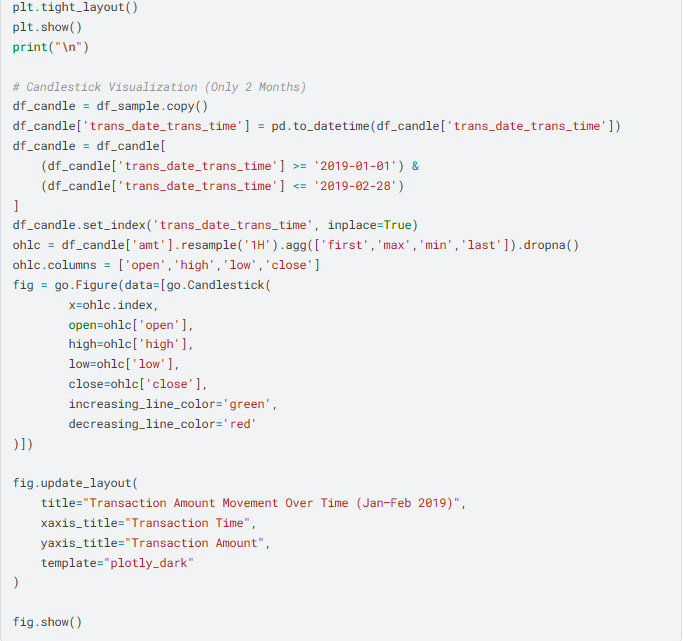 plt.tight_layout()
plt.show()
print("\n")

# Candlestick Visualization (Only 2 Months)
df_candle = df_sample.copy()
df_candle['trans_date_trans_time'] = pd.to_datetime(df_candle['trans_date_trans_time'])
df_candle = df_candle[
    (df_candle['trans_date_trans_time'] >= '2019-01-01') &
    (df_candle['trans_date_trans_time'] <= '2019-02-28')
]
df_candle.set_index('trans_date_trans_time', inplace=True)
ohlc = df_candle['amt'].resample('1H').agg(['first','max','min','last']).dropna()
ohlc.columns = ['open','high','low','close']
fig = go.Figure(data=[go.Candlestick(
        x=ohlc.index,
        open=ohlc['open'],
        high=ohlc['high'],
        low=ohlc['low'],
        close=ohlc['close'],
        increasing_line_color='green',
        decreasing_line_color='red'
)])

fig.update_layout(
    title="Transaction Amount Movement Over Time (Jan–Feb 2019)",
    xaxis_title="Transaction Time",
    yaxis_title="Transaction Amount",
    template="plotly_dark"
)

fig.show()